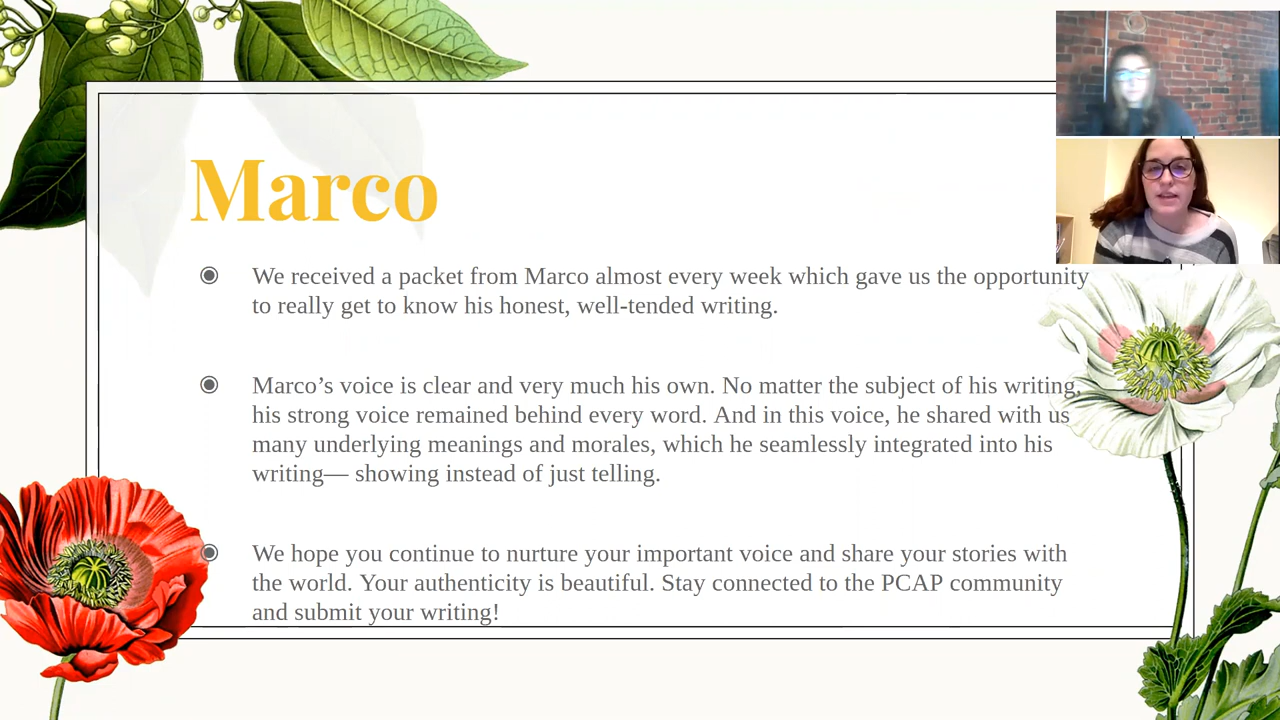 Marco
◉ We received a packet from Marco almost every week which gave us the opportunity
to really get to know his honest, well-tended writing.
◉ Marco’s voice is clear and very much his own. No matter the subject of his writing,
his strong voice remained behind every word. And in this voice, he shared with us
many underlying meanings and morales, which he seamlessly integrated into his
writing— showing instead of just telling.
◉ We hope you continue to nurture your important voice and share your stories with
the world. Your authenticity is beautiful. Stay connected to the PCAP community
and submit your writing!